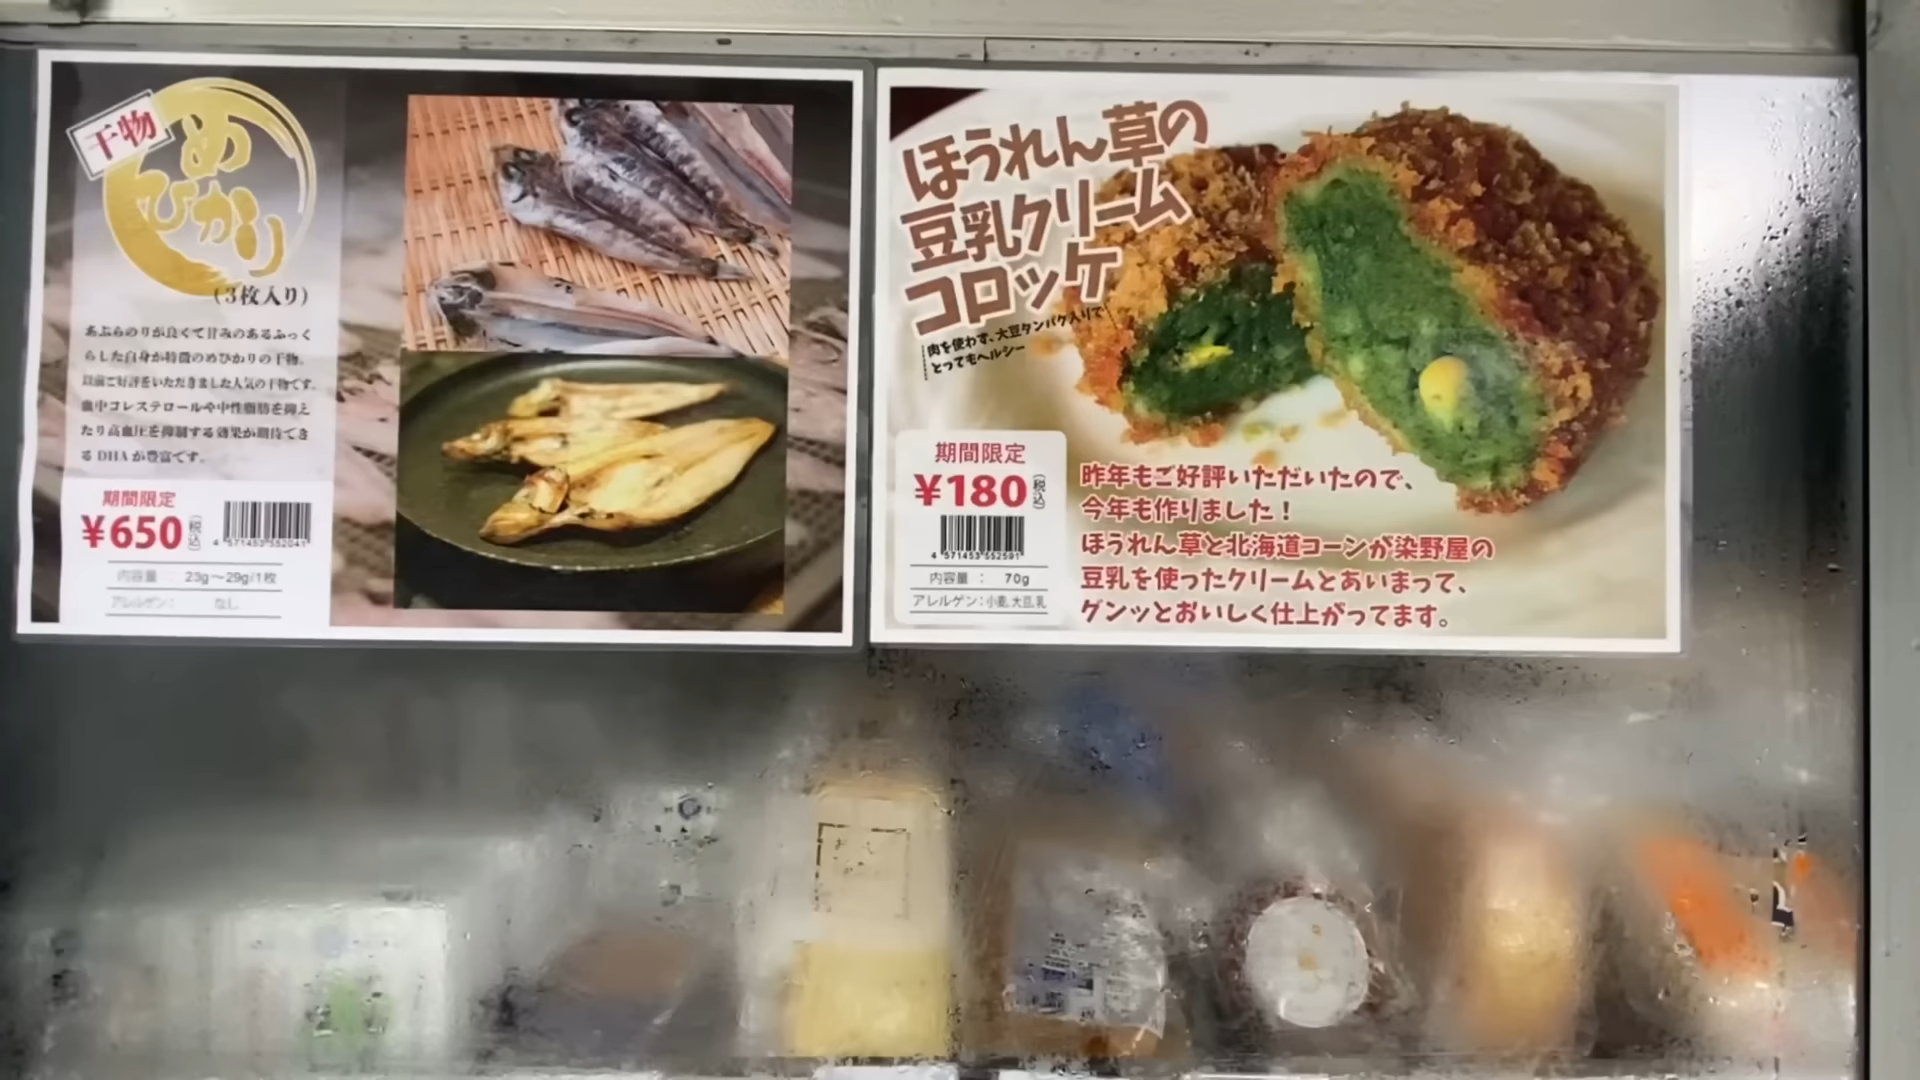 干物
めひかり
(3枚入り)
あぶらのりが良くて甘みのあるふっく
らした白身が特徴のめひかりの干物。
以前ご好評をいただきました人気の干物です。
血中コレステロールや中性脂肪を抑え
たり高血圧を抑制する効果が期待でき
るDHAが豊富です。
期間限定
¥650(税込)
4 571453 552041
内容量 : 23g～29g/1枚
アレルゲン: なし
ほうれん草の
豆乳クリーム
コロッケ
肉を使わず、大豆タンパク入りで
とってもヘルシー
期間限定
¥180(税込)
4 571453 552591
内容量 : 70g
アレルゲン:小麦,大豆,乳
昨年もご好評いただいたので、
今年も作りました！
ほうれん草と北海道コーンが染野屋の
豆乳を使ったクリームとあいまって、
グンッとおいしく仕上がってます。